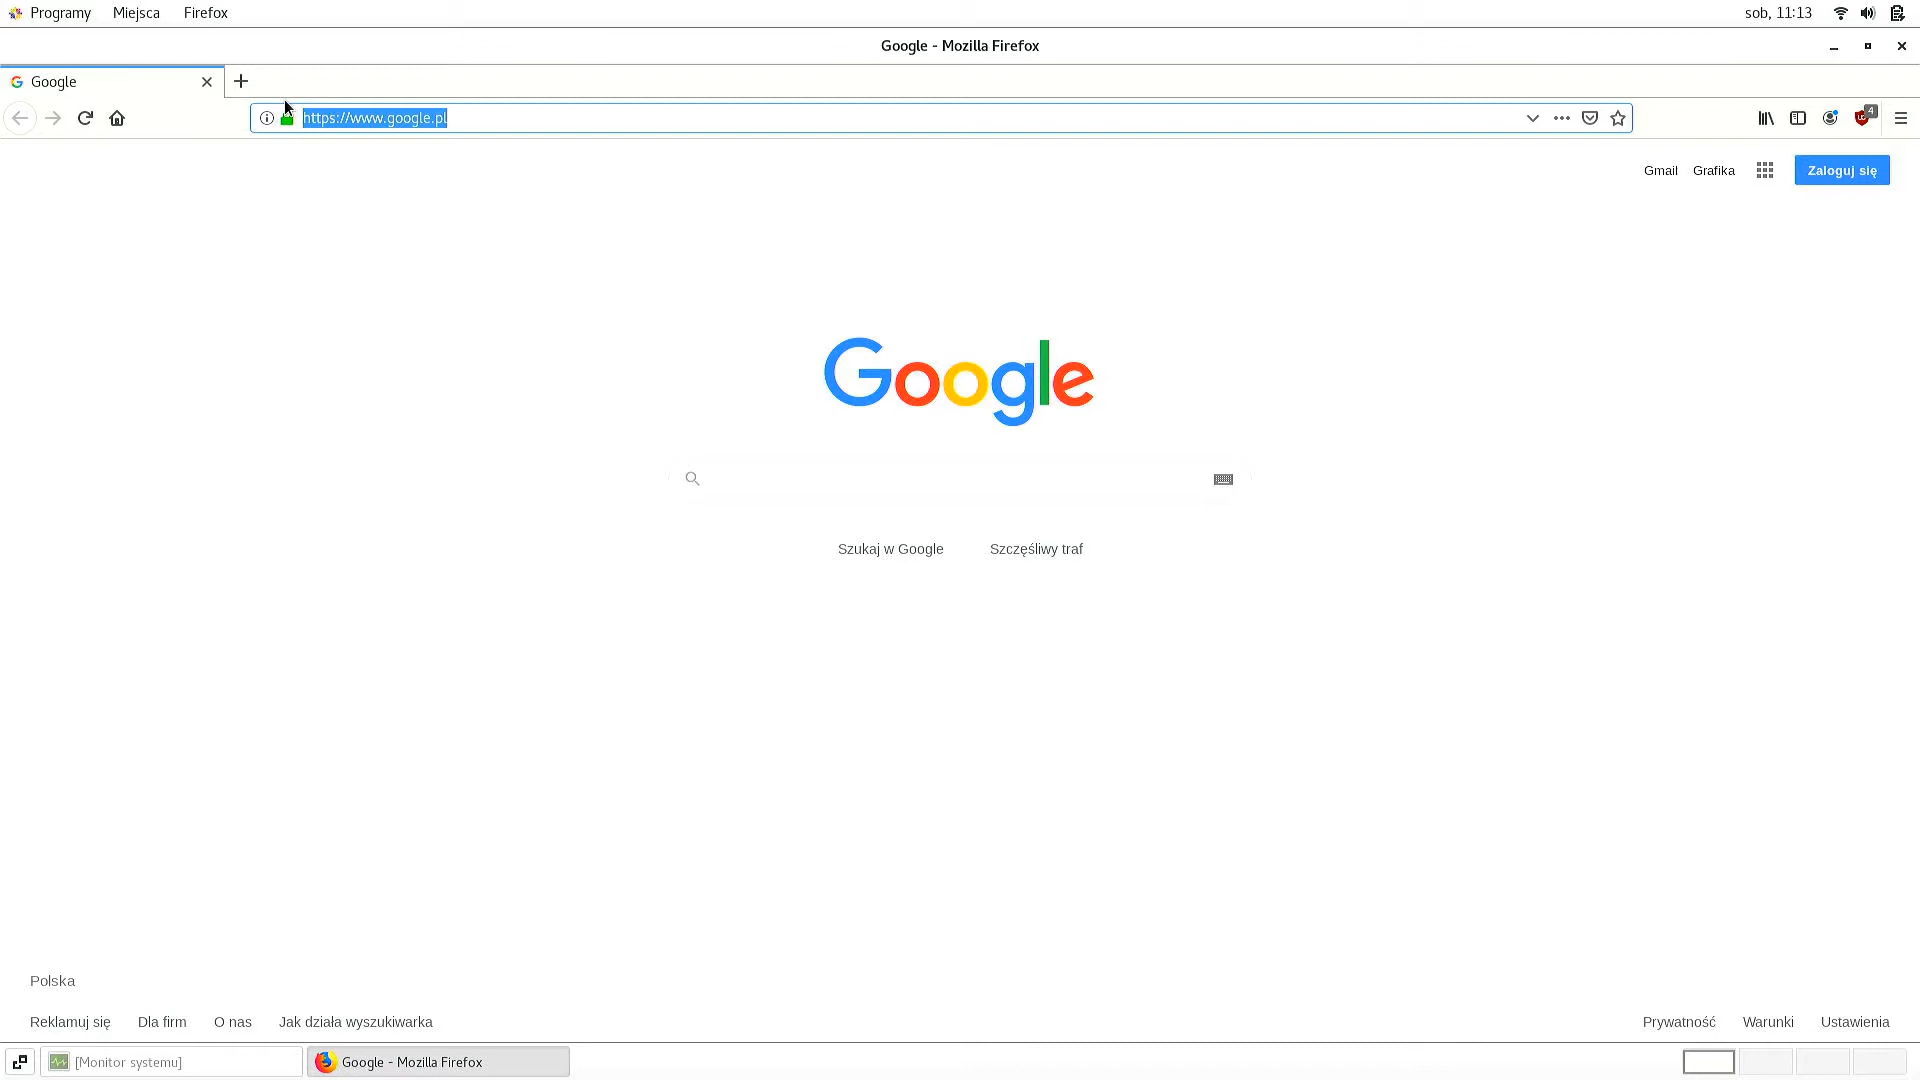 Programy Miejsca Firefox sob, 11:13
Google - Mozilla Firefox
Google
https://www.google.pl
4
Gmail Grafika Zaloguj się
Google
Szukaj w Google Szczęśliwy traf
Polska
Reklamuj się Dla firm O nas Jak działa wyszukiwarka Prywatność Warunki Ustawienia
[Monitor systemu] Google - Mozilla Firefox